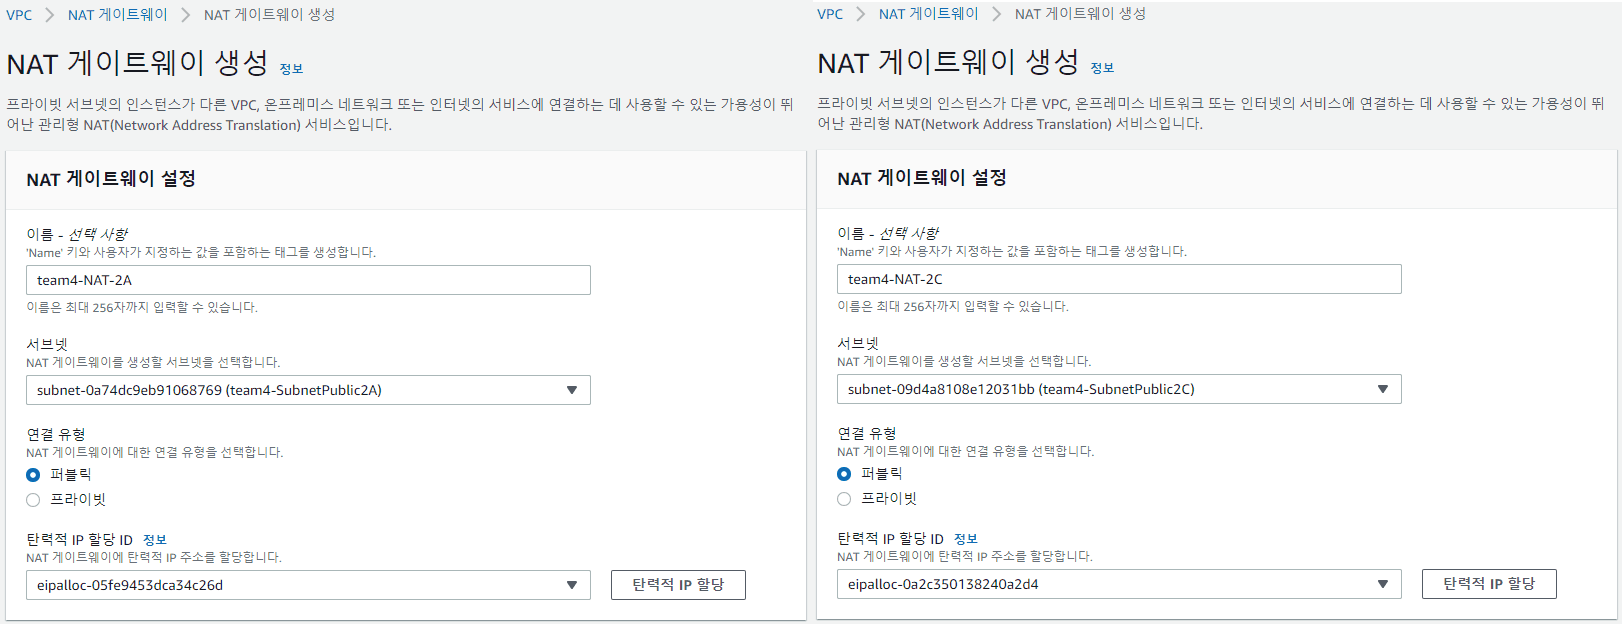 VPC > NAT 게이트웨이 > NAT 게이트웨이 생성
NAT 게이트웨이 생성 정보
프라이빗 서브넷의 인스턴스가 다른 VPC, 온프레미스 네트워크 또는 인터넷의 서비스에 연결하는 데 사용할 수 있는 가용성이 뛰
어난 관리형 NAT(Network Address Translation) 서비스입니다.
NAT 게이트웨이 설정
이름 - 선택 사항
'Name' 키와 사용자가 지정하는 값을 포함하는 태그를 생성합니다.
team4-NAT-2A
이름은 최대 256자까지 입력할 수 있습니다.
서브넷
NAT 게이트웨이를 생성할 서브넷을 선택합니다.
subnet-0a74dc9eb91068769 (team4-SubnetPublic2A)
연결 유형
NAT 게이트웨이에 대한 연결 유형을 선택합니다.
퍼블릭
프라이빗
탄력적 IP 할당 ID 정보
NAT 게이트웨이에 탄력적 IP 주소를 할당합니다.
eipalloc-05fe9453dca34c26d
탄력적 IP 할당
VPC > NAT 게이트웨이 > NAT 게이트웨이 생성
NAT 게이트웨이 생성 정보
프라이빗 서브넷의 인스턴스가 다른 VPC, 온프레미스 네트워크 또는 인터넷의 서비스에 연결하는 데 사용할 수 있는 가용성이 뛰
어난 관리형 NAT(Network Address Translation) 서비스입니다.
NAT 게이트웨이 설정
이름 - 선택 사항
'Name' 키와 사용자가 지정하는 값을 포함하는 태그를 생성합니다.
team4-NAT-2C
이름은 최대 256자까지 입력할 수 있습니다.
서브넷
NAT 게이트웨이를 생성할 서브넷을 선택합니다.
subnet-09d4a8108e12031bb (team4-SubnetPublic2C)
연결 유형
NAT 게이트웨이에 대한 연결 유형을 선택합니다.
퍼블릭
프라이빗
탄력적 IP 할당 ID 정보
NAT 게이트웨이에 탄력적 IP 주소를 할당합니다.
eipalloc-0a2c350138240a2d4
탄력적 IP 할당